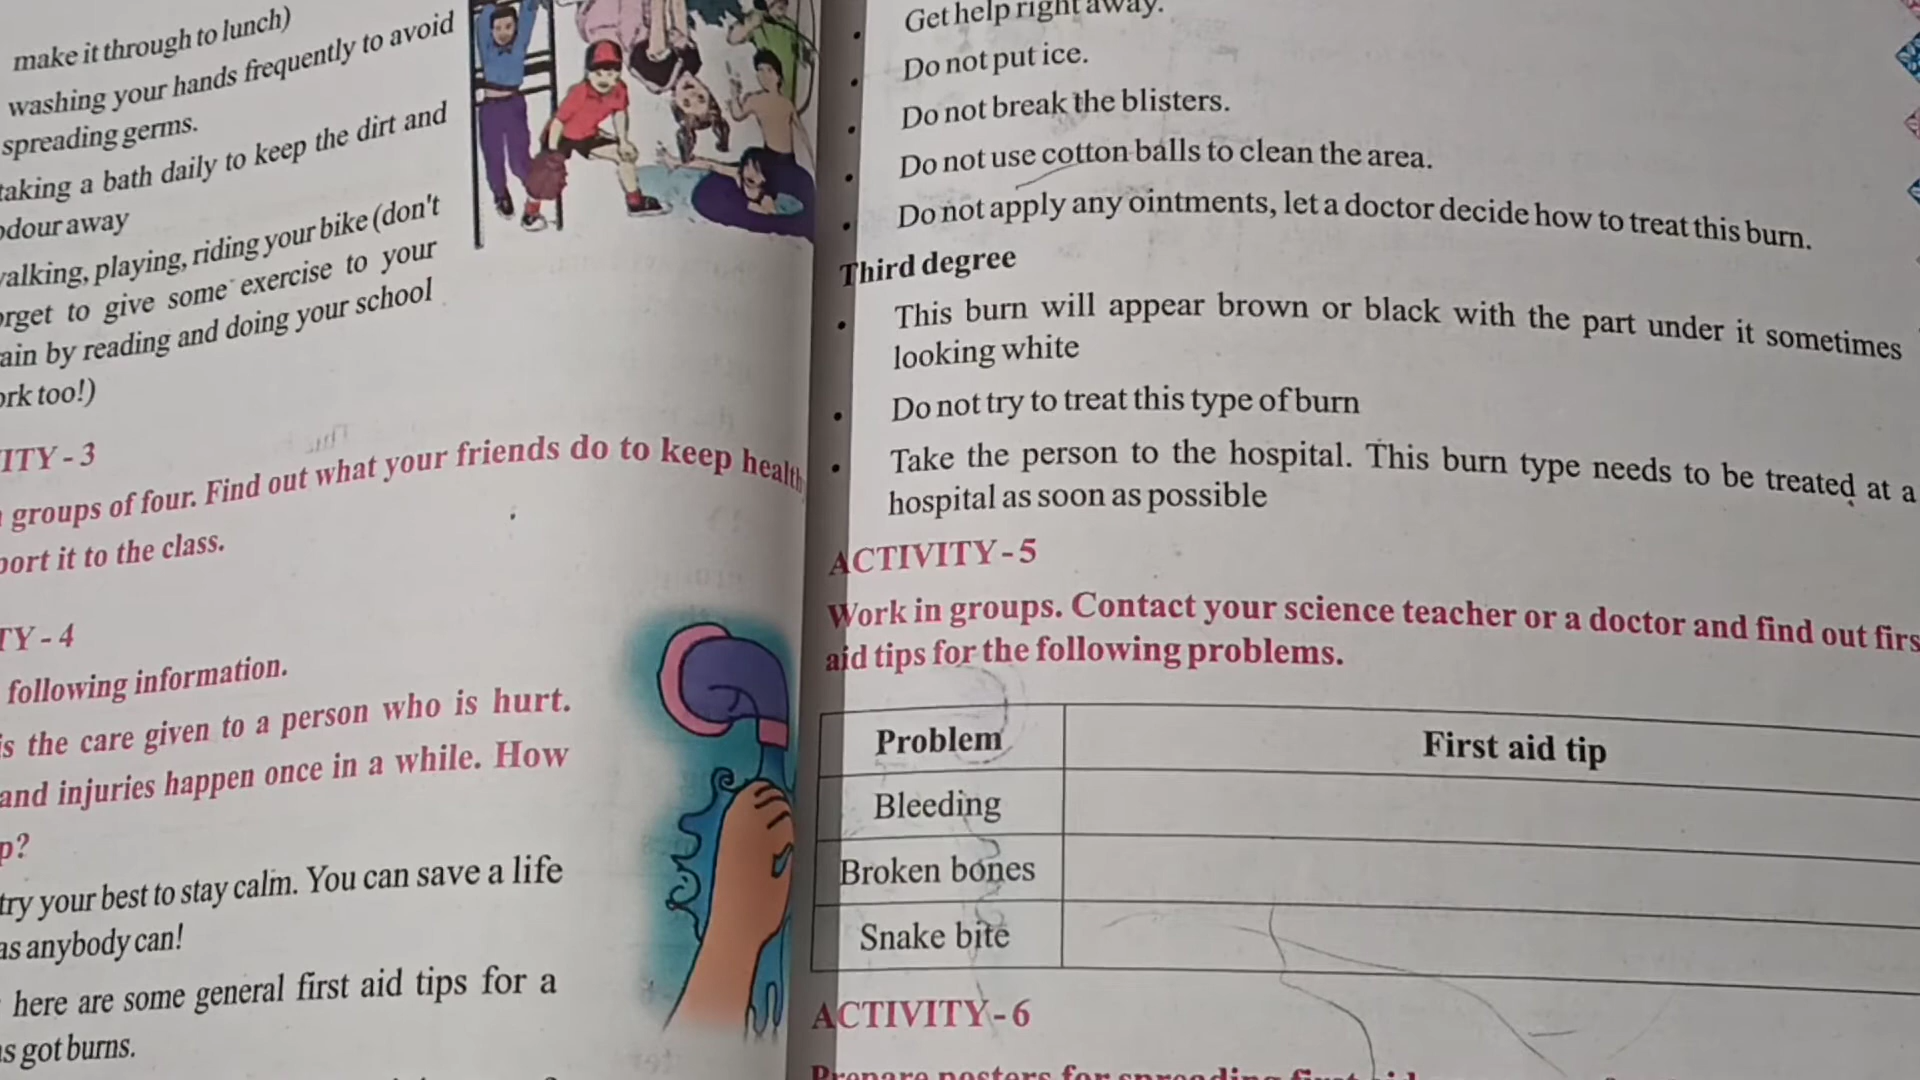 make it through to lunch)
washing your hands frequently to avoid
spreading germs.
taking a bath daily to keep the dirt and
odour away
walking, playing, riding your bike (don't
orget to give some exercise to your
ain by reading and doing your school
ork too!)
ITY - 3
groups of four. Find out what your friends do to keep health
port it to the class.
TY - 4
following information.
is the care given to a person who is hurt.
and injuries happen once in a while. How
p?
try your best to stay calm. You can save a life
as anybody can!
here are some general first aid tips for a
as got burns.
• Get help right away.
• Do not put ice.
• Do not break the blisters.
• Do not use cotton balls to clean the area.
• Do not apply any ointments, let a doctor decide how to treat this burn.
Third degree
• This burn will appear brown or black with the part under it sometimes
looking white
• Do not try to treat this type of burn
• Take the person to the hospital. This burn type needs to be treated at a
hospital as soon as possible
ACTIVITY - 5
Work in groups. Contact your science teacher or a doctor and find out firs
aid tips for the following problems.
Problem First aid tip
Bleeding
Broken bones
Snake bite
ACTIVITY - 6
Prepare posters for spreading first aid